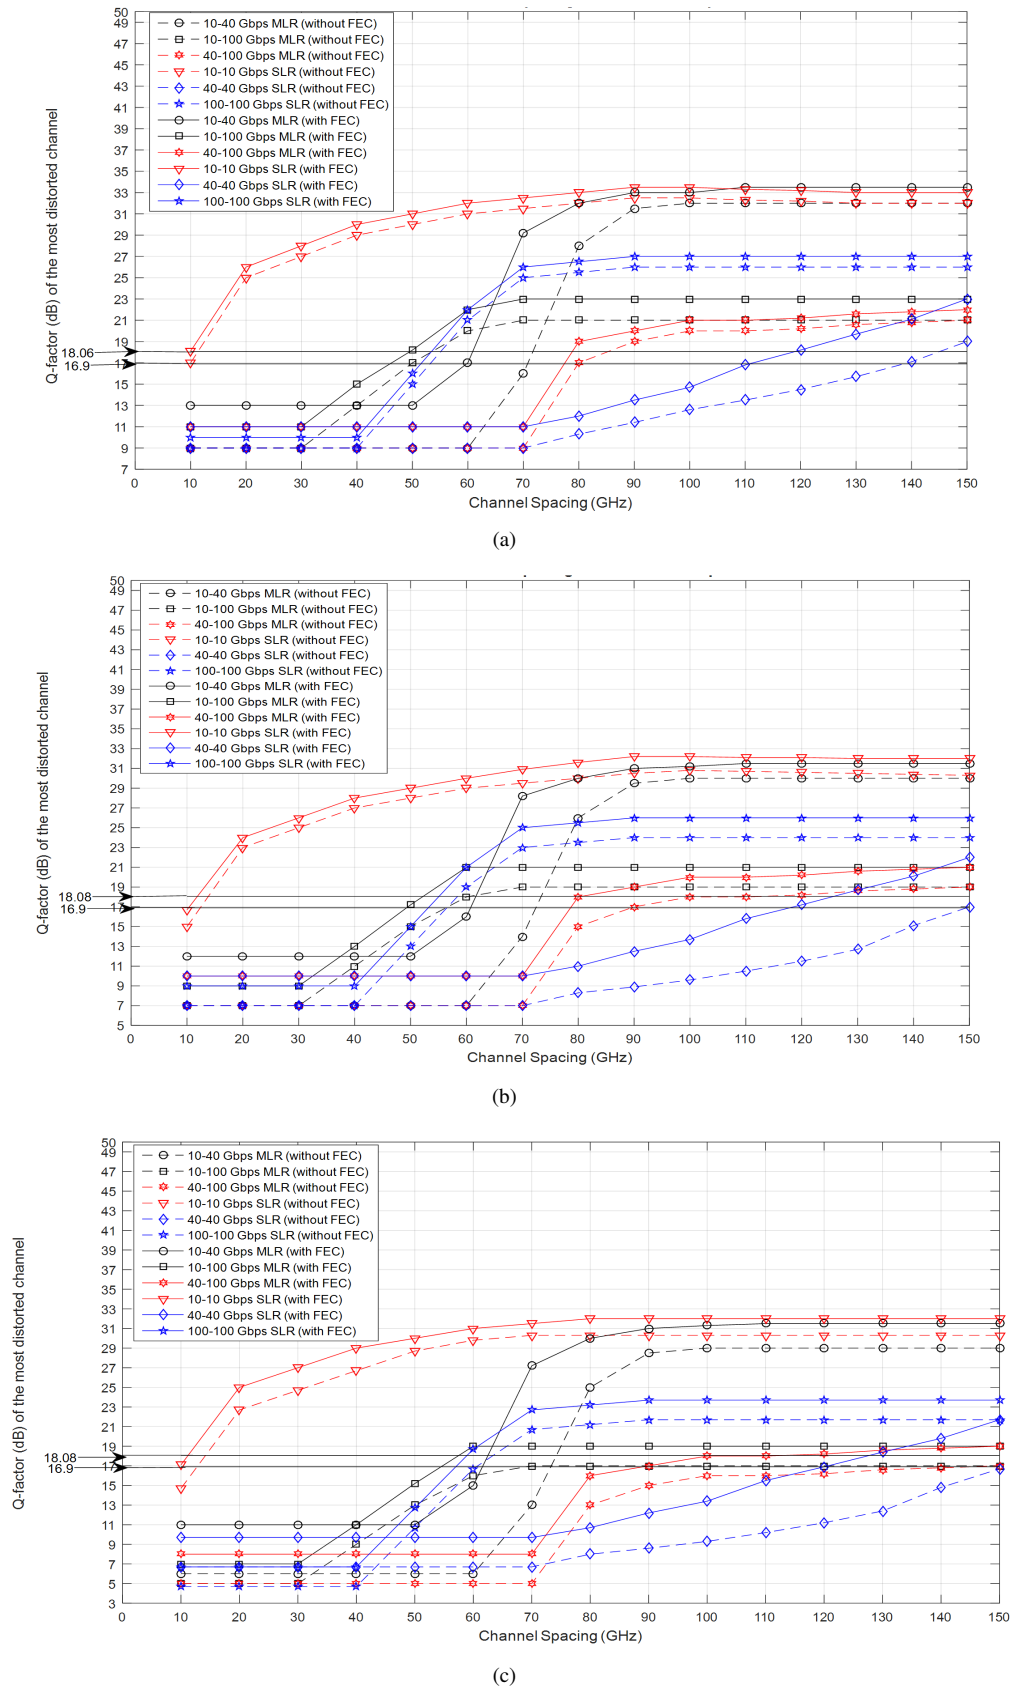 50
49
47
45
43
41
39
37
35
33
31
29
27
25
23
21
19
17
15
13
11
9
7
18.06
16.9
Q-factor (dB) of the most distorted channel
10-40 Gbps MLR (without FEC)
10-100 Gbps MLR (without FEC)
40-100 Gbps MLR (without FEC)
10-10 Gbps SLR (without FEC)
40-40 Gbps SLR (without FEC)
100-100 Gbps SLR (without FEC)
10-40 Gbps MLR (with FEC)
10-100 Gbps MLR (with FEC)
40-100 Gbps MLR (with FEC)
10-10 Gbps SLR (with FEC)
40-40 Gbps SLR (with FEC)
100-100 Gbps SLR (with FEC)
0 10 20 30 40 50 60 70 80 90 100 110 120 130 140 150
Channel Spacing (GHz)
(a)
50
49
47
45
43
41
39
37
35
33
31
29
27
25
23
21
19
17
15
13
11
9
7
5
18.08
16.9
Q-factor (dB) of the most distorted channel
10-40 Gbps MLR (without FEC)
10-100 Gbps MLR (without FEC)
40-100 Gbps MLR (without FEC)
10-10 Gbps SLR (without FEC)
40-40 Gbps SLR (without FEC)
100-100 Gbps SLR (without FEC)
10-40 Gbps MLR (with FEC)
10-100 Gbps MLR (with FEC)
40-100 Gbps MLR (with FEC)
10-10 Gbps SLR (with FEC)
40-40 Gbps SLR (with FEC)
100-100 Gbps SLR (with FEC)
0 10 20 30 40 50 60 70 80 90 100 110 120 130 140 150
Channel Spacing (GHz)
(b)
50
49
47
45
43
41
39
37
35
33
31
29
27
25
23
21
19
17
15
13
11
9
7
5
3
18.08
16.9
Q-factor (dB) of the most distorted channel
10-40 Gbps MLR (without FEC)
10-100 Gbps MLR (without FEC)
40-100 Gbps MLR (without FEC)
10-10 Gbps SLR (without FEC)
40-40 Gbps SLR (without FEC)
100-100 Gbps SLR (without FEC)
10-40 Gbps MLR (with FEC)
10-100 Gbps MLR (with FEC)
40-100 Gbps MLR (with FEC)
10-10 Gbps SLR (with FEC)
40-40 Gbps SLR (with FEC)
100-100 Gbps SLR (with FEC)
0 10 20 30 40 50 60 70 80 90 100 110 120 130 140 150
Channel Spacing (GHz)
(c)